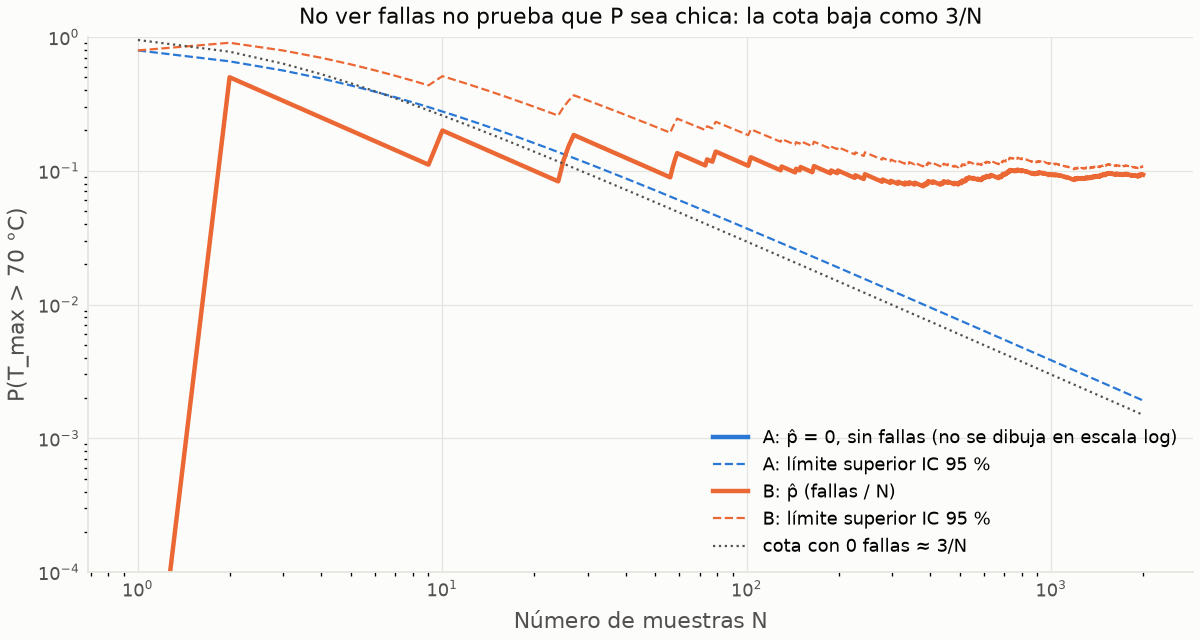 No ver fallas no prueba que P sea chica: la cota baja como 3/N
P(T_max > 70 °C)
10⁰
10⁻¹
10⁻²
10⁻³
10⁻⁴
A: p̂ = 0, sin fallas (no se dibuja en escala log)
A: límite superior IC 95 %
B: p̂ (fallas / N)
B: límite superior IC 95 %
cota con 0 fallas ≈ 3/N
10⁰ 10¹ 10² 10³
Número de muestras N